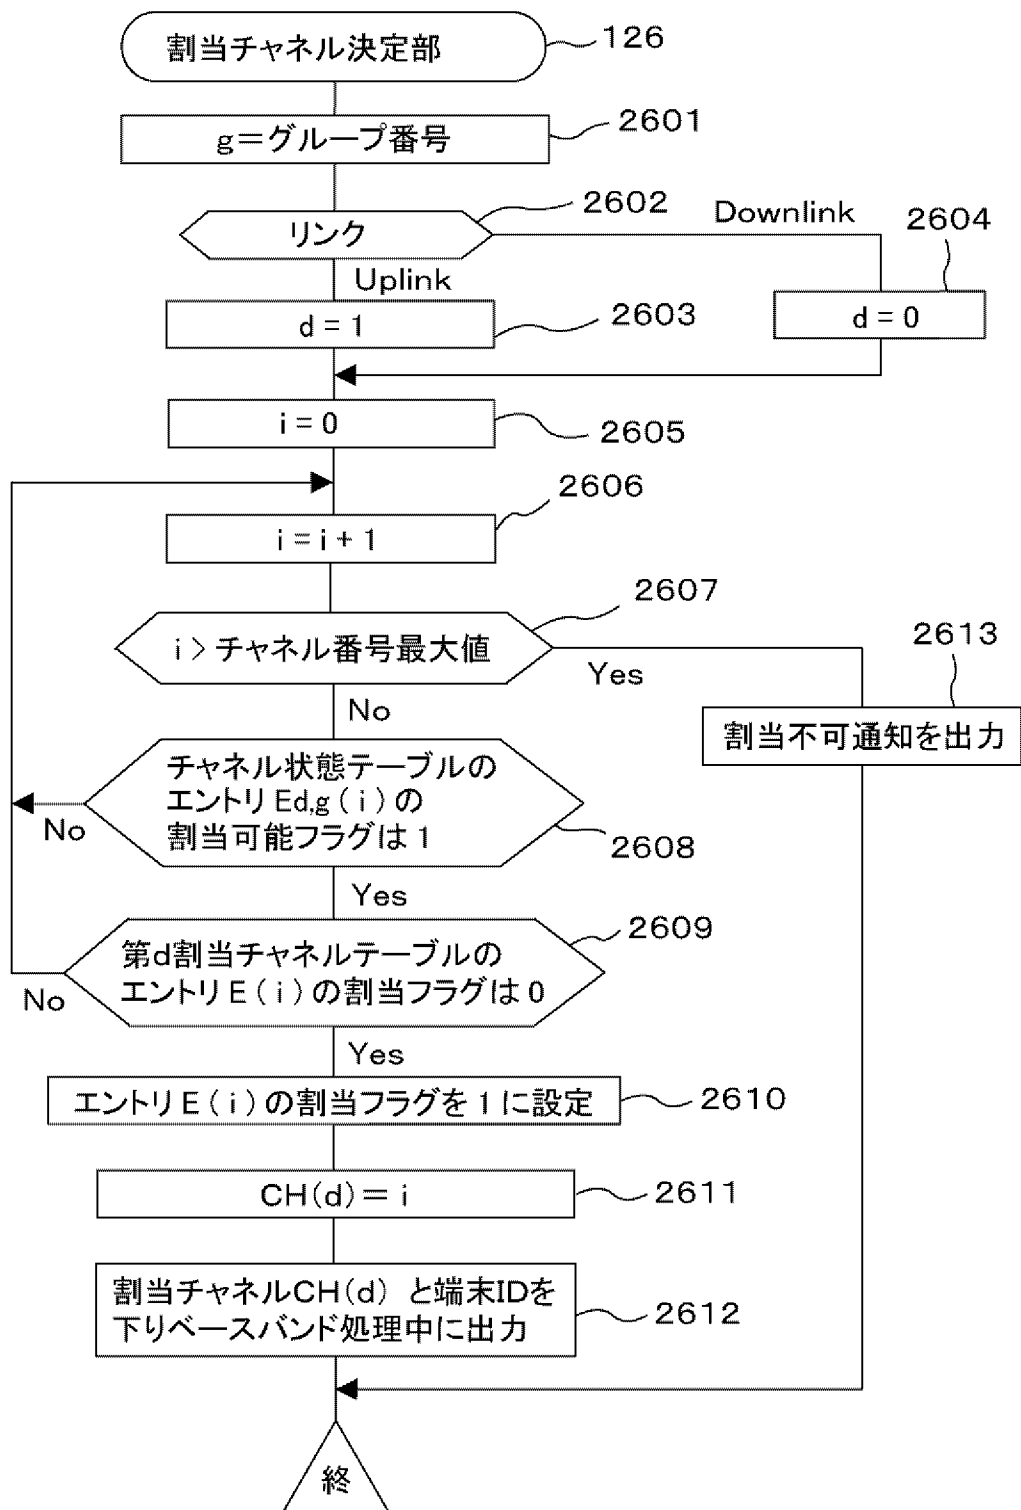 割当チャネル決定部
126
g=グループ番号
2601
リンク
2602
Downlink
2604
Uplink
d = 1
2603
d = 0
i = 0
2605
2606
i = i + 1
2607
i > チャネル番号最大値
Yes
2613
No
割当不可通知を出力
チャネル状態テーブルの
エントリ Ed,g ( i ) の
割当可能フラグは 1
No
2608
Yes
2609
第d割当チャネルテーブルの
エントリ E ( i ) の割当フラグは 0
No
Yes
エントリ E ( i ) の割当フラグを 1 に設定
2610
CH(d) = i
2611
割当チャネルCH(d) と端末IDを
下りベースバンド処理中に出力
2612
終